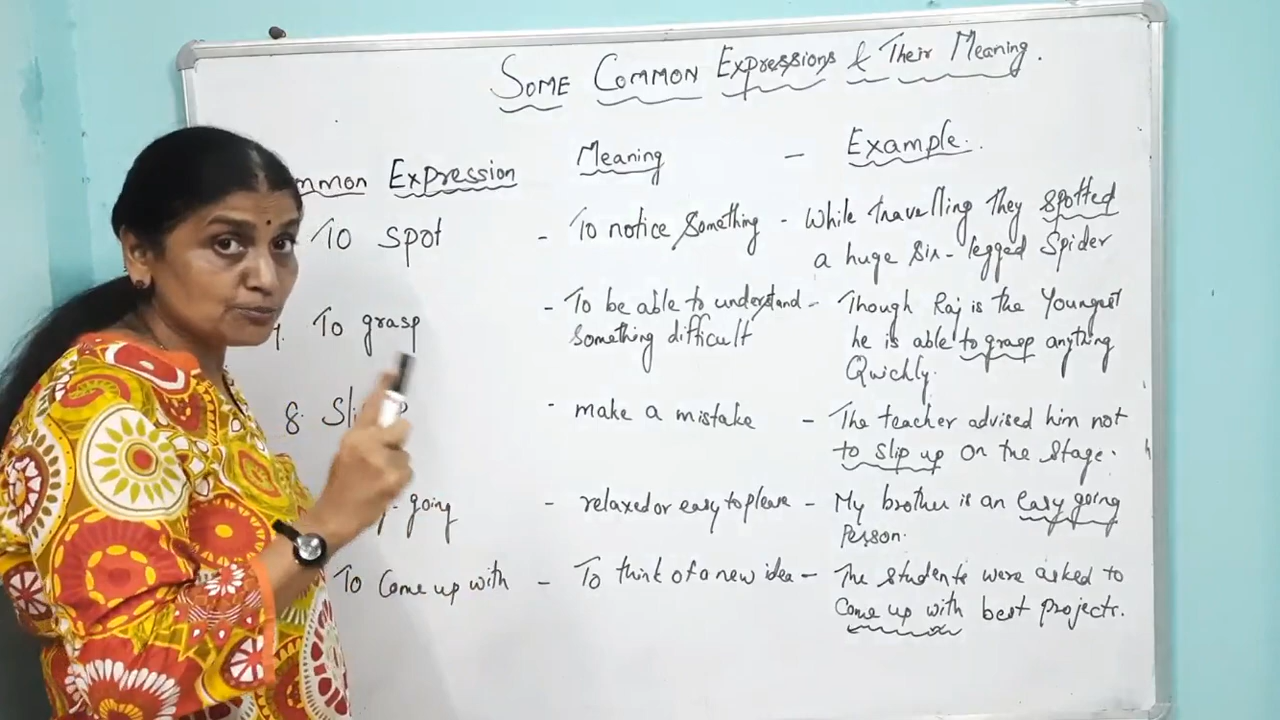 SOME COMMON Expressions & Their Meaning.
mmon Expression Meaning - Example.
To spot - To notice something - While travelling they spotted
a huge six-legged Spider
7. To grasp - To be able to understand - Though Raj is the Youngest
something difficult he is able to grasp anything
Quickly.
8. - make a mistake - The teacher advised him not
to slip up on the stage.
going - relaxed or easy to please - My brother is an easy going
Person.
To Come up with - To think of a new idea - The students were asked to
Come up with best projects.